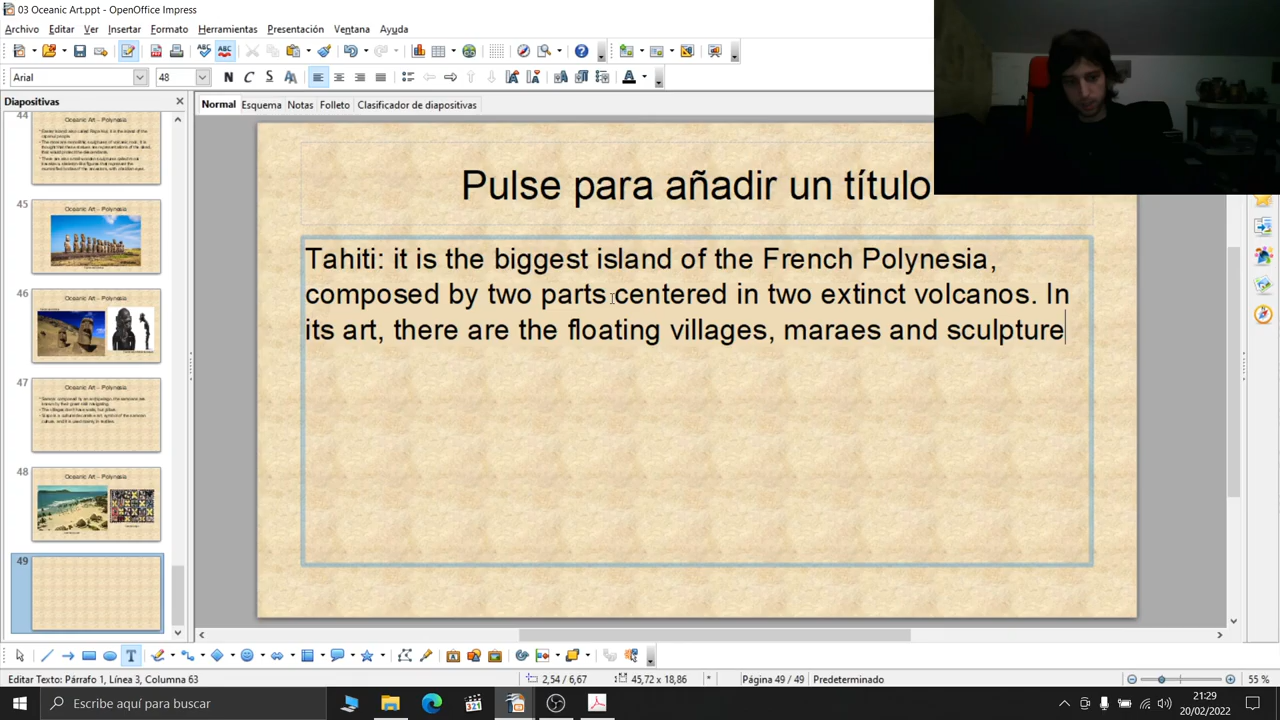 03 Oceanic Art.ppt - OpenOffice Impress
Archivo Editar Ver Insertar Formato Herramientas Presentación Ventana Ayuda
Arial 48 N C S
Diapositivas
Normal Esquema Notas Folleto Clasificador de diapositivas
44
Oceanic Art – Polynesia
45
Oceanic Art – Polynesia
46
Oceanic Art – Polynesia
47
Oceanic Art – Polynesia
48
Oceanic Art – Polynesia
49
Pulse para añadir un título
Tahiti: it is the biggest island of the French Polynesia,
composed by two parts centered in two extinct volcanos. In
its art, there are the floating villages, maraes and sculpture
Editar Texto: Párrafo 1, Línea 3, Columna 63 2,54 / 6,67 45,72 x 18,86 * Página 49 / 49 Predeterminado 55 %
Escribe aquí para buscar
21:29
20/02/2022